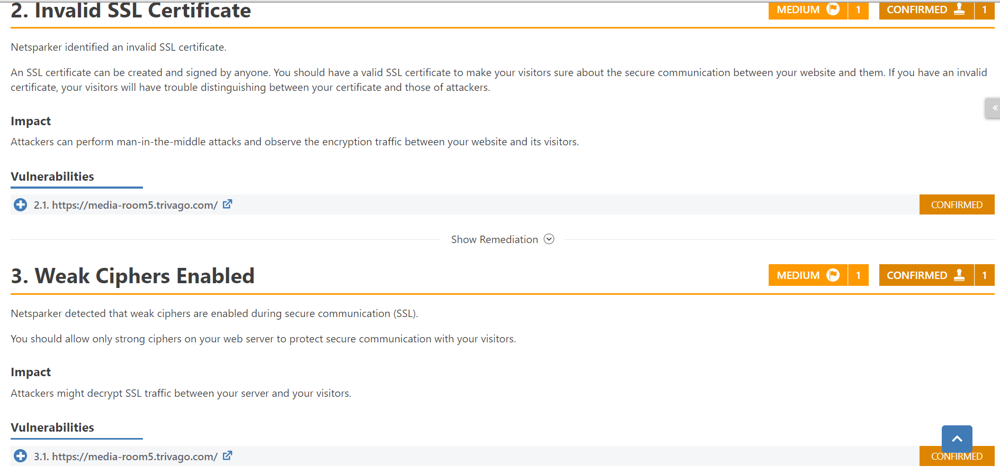 2. Invalid SSL Certificate
MEDIUM 1 CONFIRMED 1
Netsparker identified an invalid SSL certificate.
An SSL certificate can be created and signed by anyone. You should have a valid SSL certificate to make your visitors sure about the secure communication between your website and them. If you have an invalid
certificate, your visitors will have trouble distinguishing between your certificate and those of attackers.
«
Impact
Attackers can perform man-in-the-middle attacks and observe the encryption traffic between your website and its visitors.
Vulnerabilities
2.1. https://media-room5.trivago.com/
CONFIRMED
Show Remediation
3. Weak Ciphers Enabled
MEDIUM 1 CONFIRMED 1
Netsparker detected that weak ciphers are enabled during secure communication (SSL).
You should allow only strong ciphers on your web server to protect secure communication with your visitors.
Impact
Attackers might decrypt SSL traffic between your server and your visitors.
Vulnerabilities
3.1. https://media-room5.trivago.com/
CONFIRMED